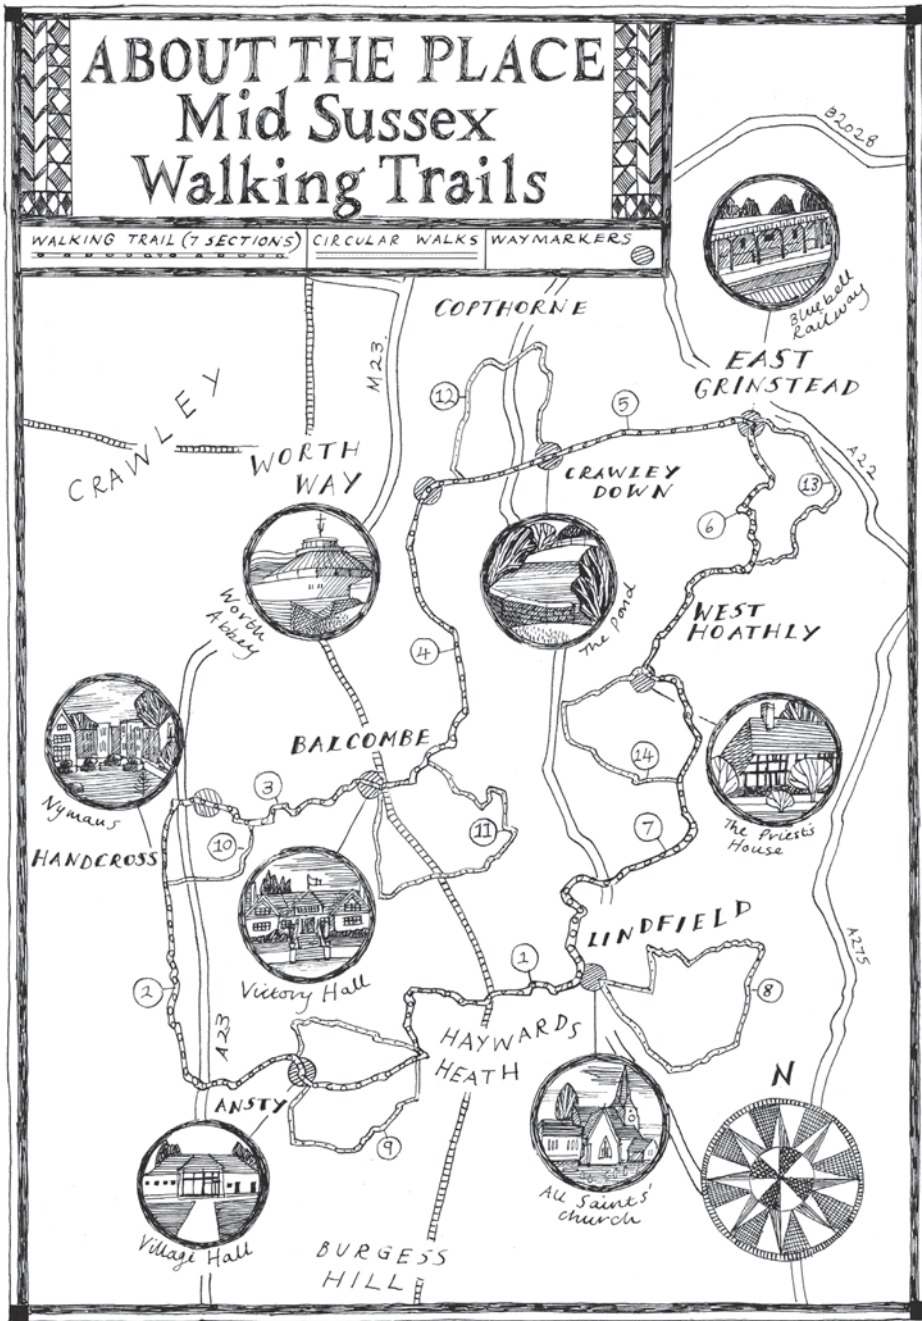 ABOUT THE PLACE
Mid Sussex
Walking Trails
WALKING TRAIL (7 SECTIONS)
CIRCULAR WALKS
WAYMARKERS
B2028
Bluebell
Railway
COPTHORNE
M23
EAST
GRINSTEAD
CRAWLEY
12
5
WORTH
WAY
A22
CRAWLEY
DOWN
13
6
Worth
Abbey
The Pond
WEST
HOATHLY
4
BALCOMBE
Nymans
3
14
10
11
7
The Priest's
House
HANDCROSS
LINDFIELD
A275
Victory Hall
1
2
8
A23
HAYWARDS
HEATH
N
ANSTY
9
All Saints'
Church
Village Hall
BURGESS
HILL